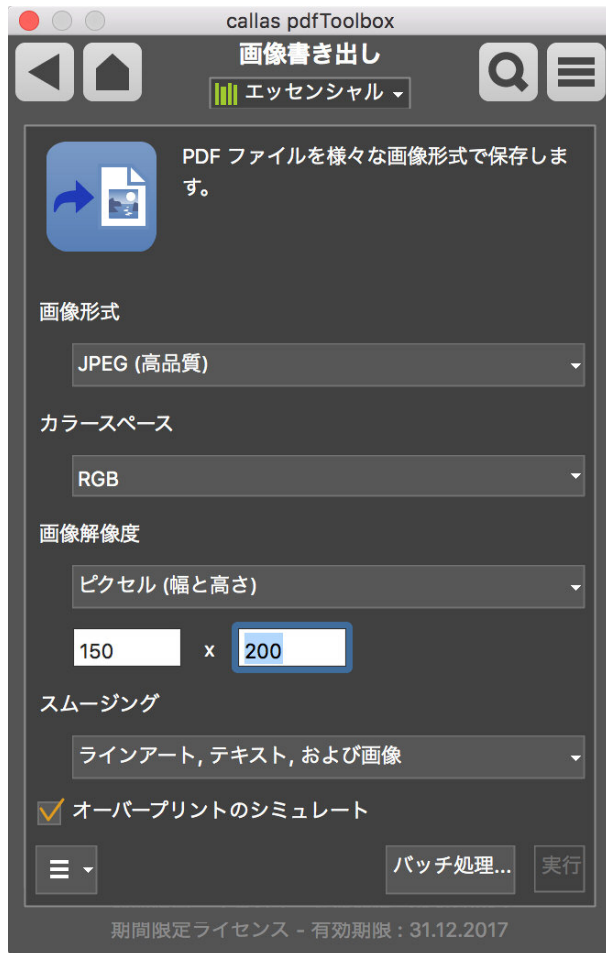 callas pdfToolbox
画像書き出し
エッセンシャル
PDF ファイルを様々な画像形式で保存しま
す。
画像形式
JPEG (高品質)
カラースペース
RGB
画像解像度
ピクセル (幅と高さ)
150 x 200
スムージング
ラインアート, テキスト, および画像
オーバープリントのシミュレート
バッチ処理... 実行
期間限定ライセンス - 有効期限 : 31.12.2017